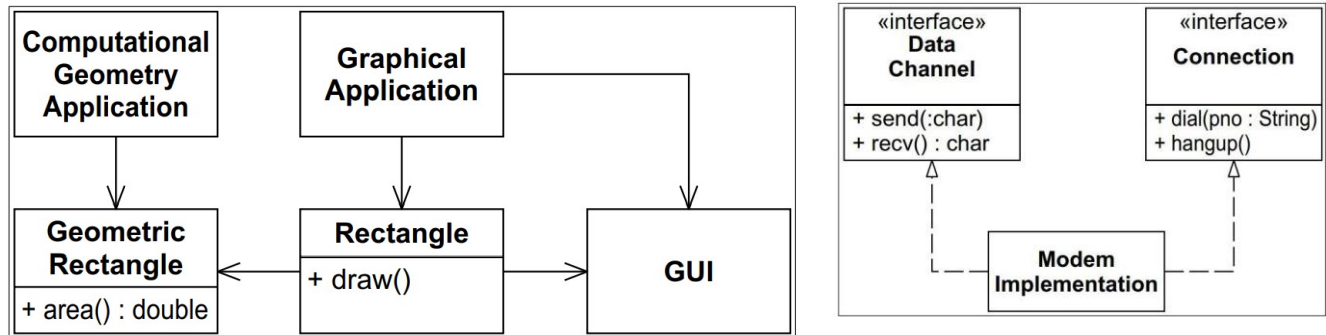 Computational
Geometry
Application
Graphical
Application
Geometric
Rectangle
+ area() : double
Rectangle
+ draw()
GUI
«interface»
Data
Channel
+ send(:char)
+ recv() : char
«interface»
Connection
+ dial(pno : String)
+ hangup()
Modem
Implementation